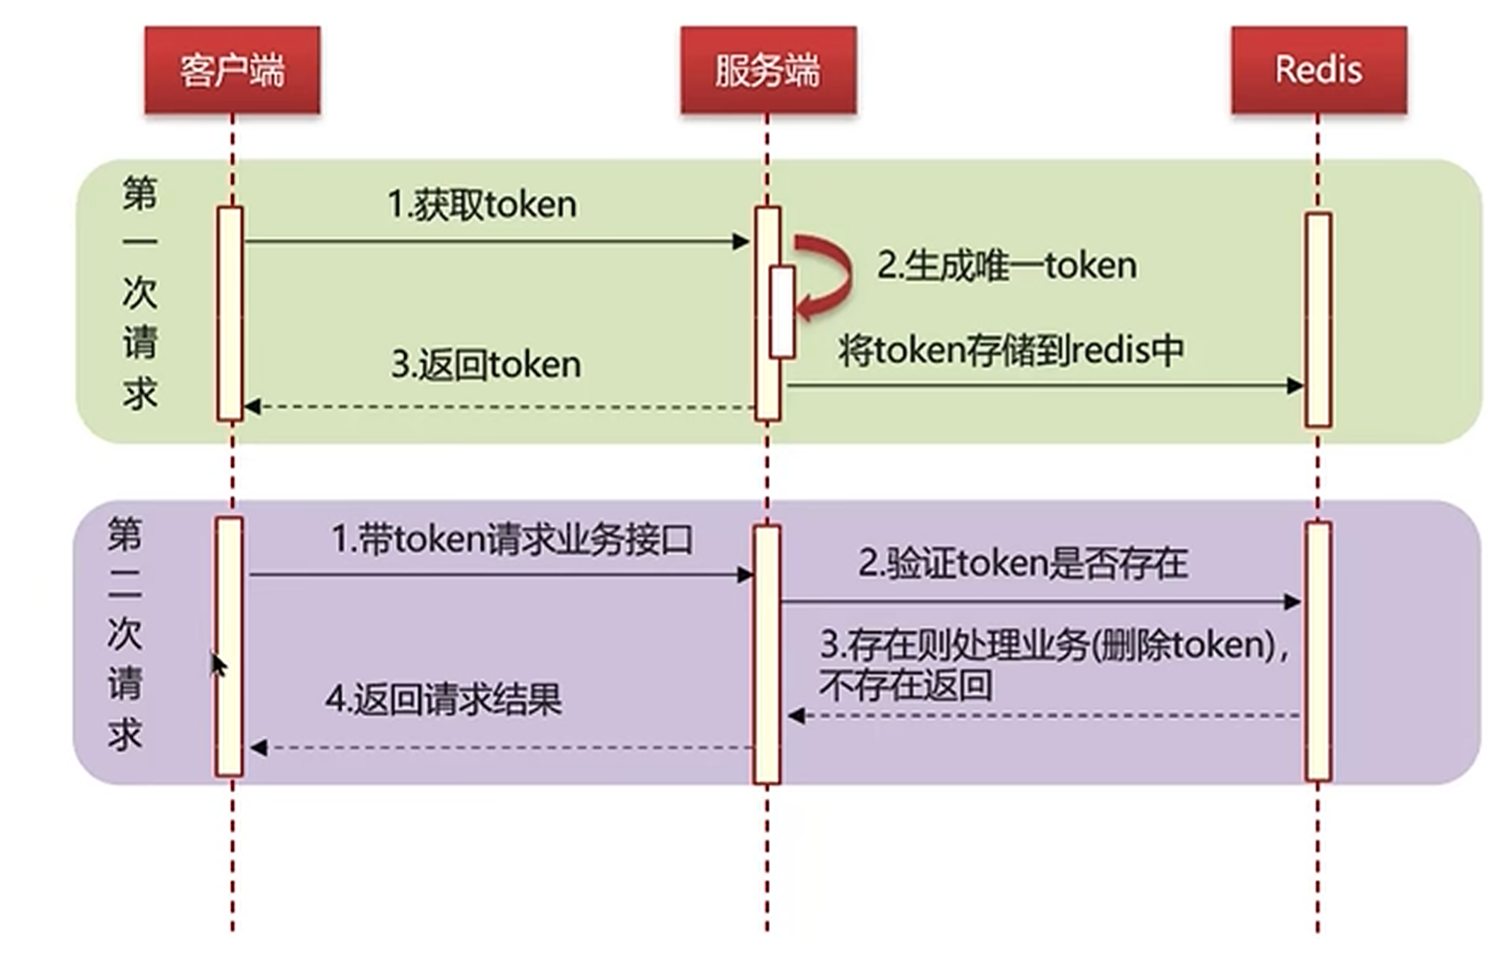 客户端
服务端
Redis
第一次请求
1.获取token
2.生成唯一token
将token存储到redis中
3.返回token
第二次请求
1.带token请求业务接口
2.验证token是否存在
3.存在则处理业务(删除token),
不存在返回
4.返回请求结果